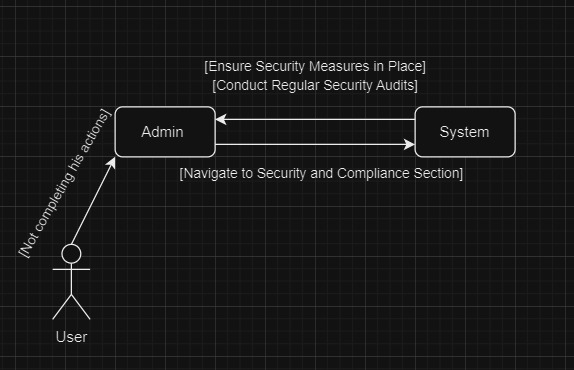 [Ensure Security Measures in Place]
[Conduct Regular Security Audits]
[Not completing his actions]
Admin
System
[Navigate to Security and Compliance Section]
User